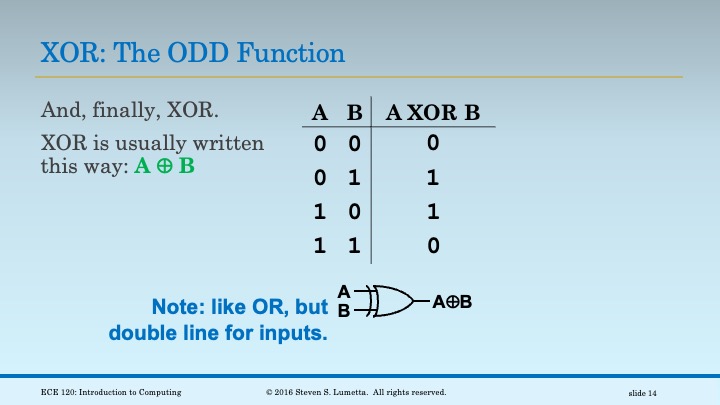 XOR: The ODD Function
And, finally, XOR.
XOR is usually written
this way: A ⊕ B
A B A XOR B
0 0 0
0 1 1
1 0 1
1 1 0
Note: like OR, but
double line for inputs.
A
B
A⊕B
ECE 120: Introduction to Computing © 2016 Steven S. Lumetta. All rights reserved. slide 14